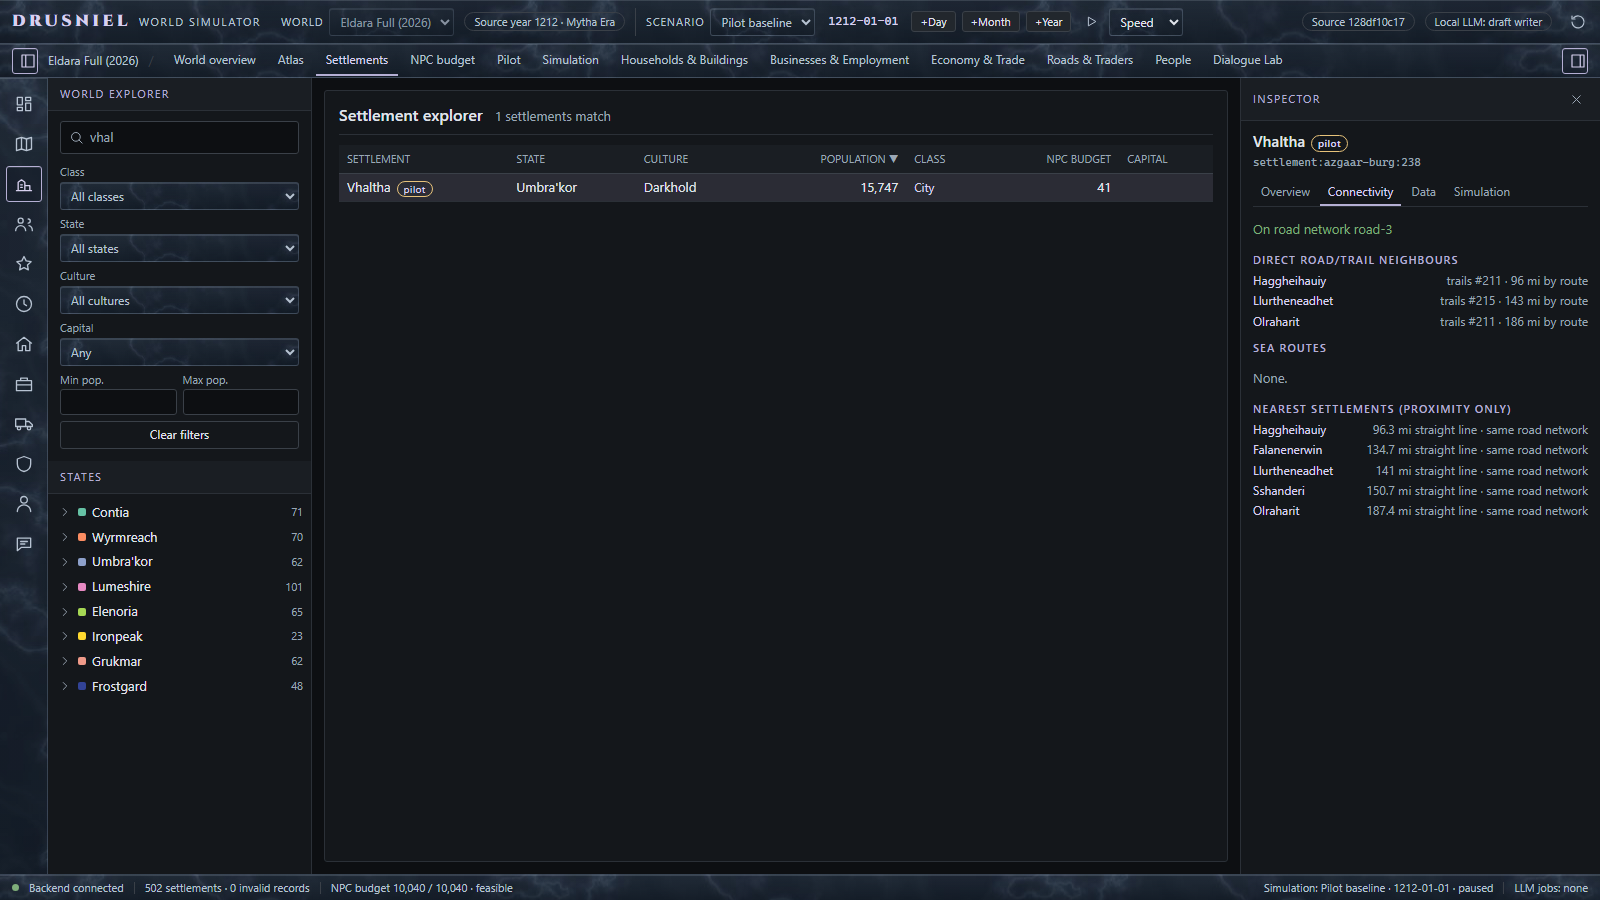 DRUSNIEL WORLD SIMULATOR WORLD Eldara Full (2026) Source year 1212 · Mytha Era SCENARIO Pilot baseline 1212-01-01 +Day +Month +Year Speed Source 128df10c17 Local LLM: draft writer
Eldara Full (2026) / World overview Atlas Settlements NPC budget Pilot Simulation Households & Buildings Businesses & Employment Economy & Trade Roads & Traders People Dialogue Lab
WORLD EXPLORER
vhal
Class
All classes
State
All states
Culture
All cultures
Capital
Any
Min pop. Max pop.
Clear filters
STATES
Contia 71
Wyrmreach 70
Umbra'kor 62
Lumeshire 101
Elenoria 65
Ironpeak 23
Grukmar 62
Frostgard 48
Settlement explorer 1 settlements match
SETTLEMENT STATE CULTURE POPULATION ▼ CLASS NPC BUDGET CAPITAL
Vhaltha pilot Umbra'kor Darkhold 15,747 City 41
INSPECTOR
Vhaltha pilot
settlement:azgaar-burg:238
Overview Connectivity Data Simulation
On road network road-3
DIRECT ROAD/TRAIL NEIGHBOURS
Haggheihauiy trails #211 · 96 mi by route
Llurtheneadhet trails #215 · 143 mi by route
Olraharit trails #211 · 186 mi by route
SEA ROUTES
None.
NEAREST SETTLEMENTS (PROXIMITY ONLY)
Haggheihauiy 96.3 mi straight line · same road network
Falanenerwin 134.7 mi straight line · same road network
Llurtheneadhet 141 mi straight line · same road network
Sshanderi 150.7 mi straight line · same road network
Olraharit 187.4 mi straight line · same road network
Backend connected 502 settlements · 0 invalid records NPC budget 10,040 / 10,040 · feasible Simulation: Pilot baseline · 1212-01-01 · paused LLM jobs: none